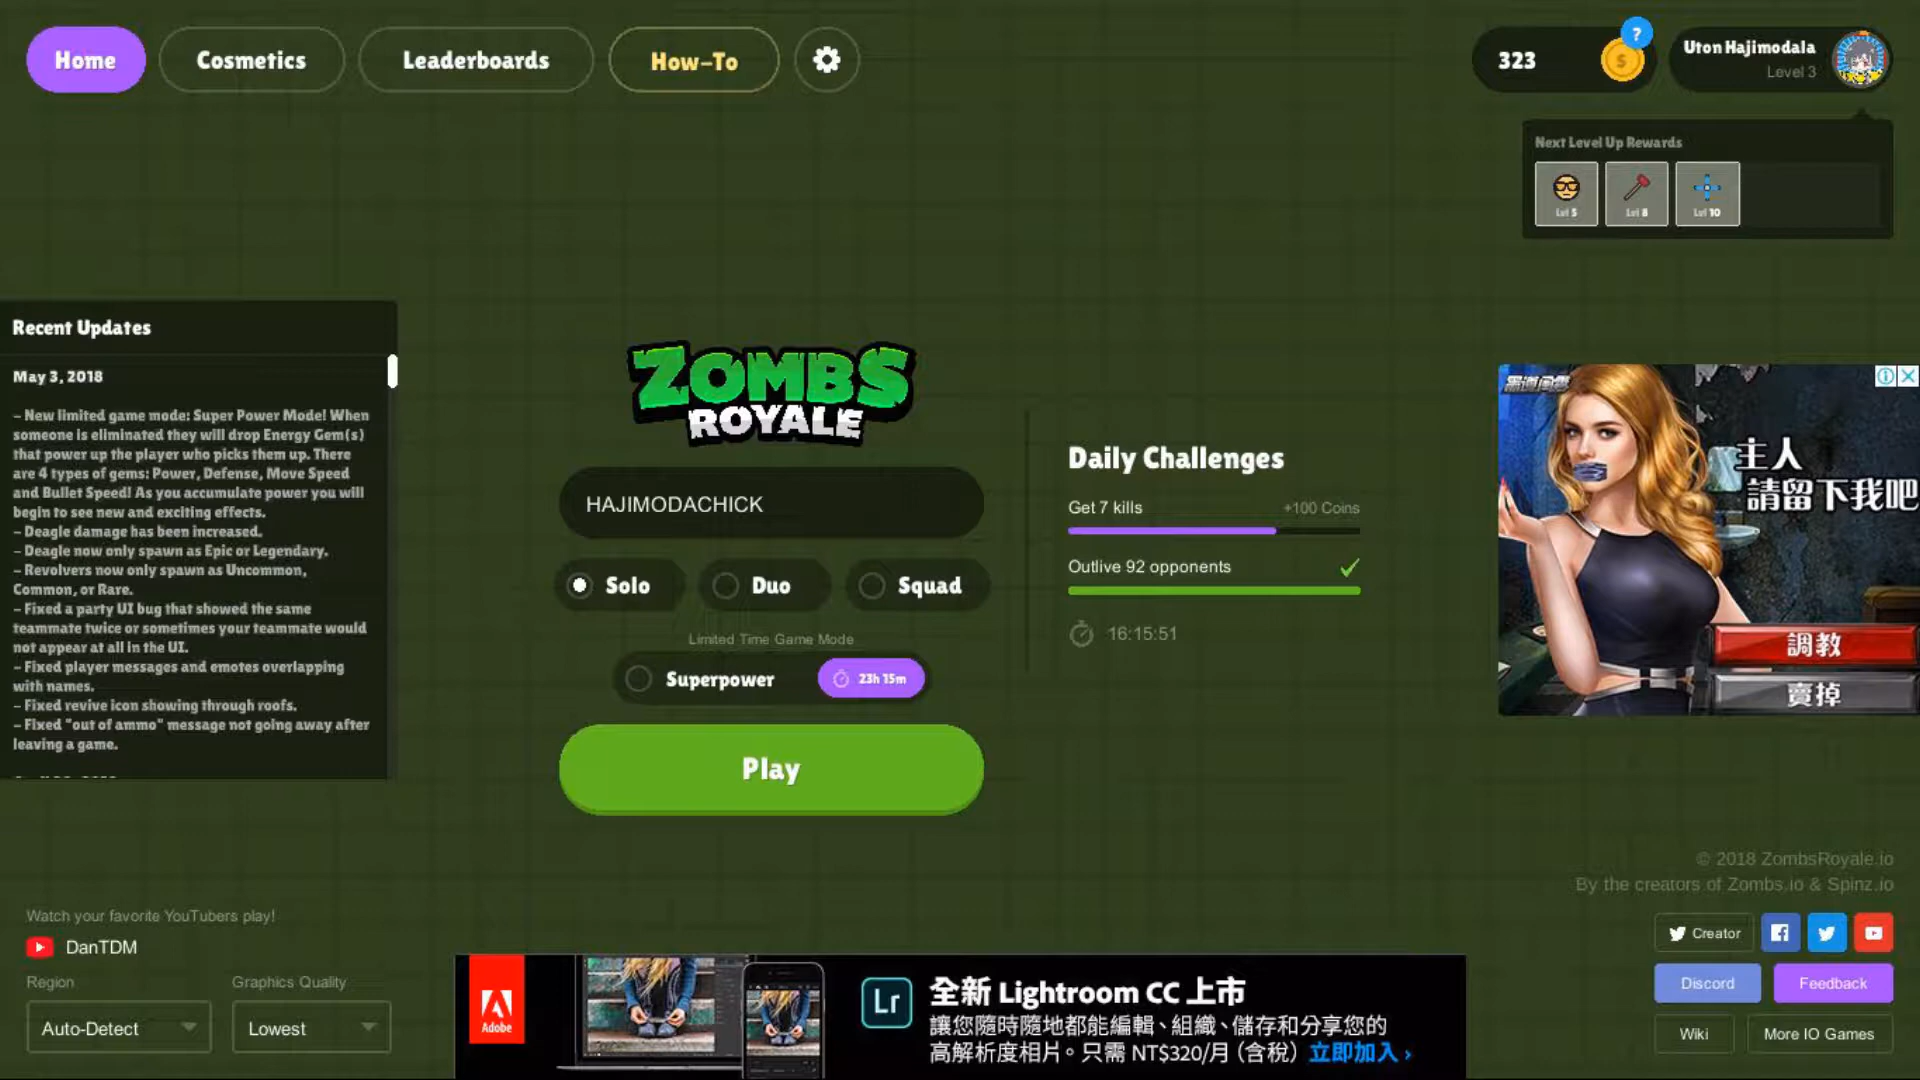 Home
Cosmetics
Leaderboards
How-To
323
?
Uton Hajimodala
Level 3
Next Level Up Rewards
Lvl 5
Lvl 8
Lvl 10
Recent Updates
May 3, 2018
- New limited game mode: Super Power Mode! When
someone is eliminated they will drop Energy Gem(s)
that power up the player who picks them up. There
are 4 types of gems: Power, Defense, Move Speed
and Bullet Speed! As you accumulate power you will
begin to see new and exciting effects.
- Deagle damage has been increased.
- Deagle now only spawn as Epic or Legendary.
- Revolvers now only spawn as Uncommon,
Common, or Rare.
- Fixed a party UI bug that showed the same
teammate twice or sometimes your teammate would
not appear at all in the UI.
- Fixed player messages and emotes overlapping
with names.
- Fixed revive icon showing through roofs.
- Fixed "out of ammo" message not going away after
leaving a game.
ZOMBS
ROYALE
HAJIMODACHICK
Solo
Duo
Squad
Limited Time Game Mode
Superpower
23h 15m
Play
Daily Challenges
Get 7 kills
+100 Coins
Outlive 92 opponents
16:15:51
主人
請留下我吧
調教
賣掉
© 2018 ZombsRoyale.io
By the creators of Zombs.io & Spinz.io
Creator
Discord
Feedback
Wiki
More IO Games
Watch your favorite YouTubers play!
DanTDM
Region
Graphics Quality
Auto-Detect
Lowest
Adobe
Lr
全新 Lightroom CC 上市
讓您隨時隨地都能編輯、組織、儲存和分享您的
高解析度相片。只需 NT$320/月 (含稅) 立即加入 ›